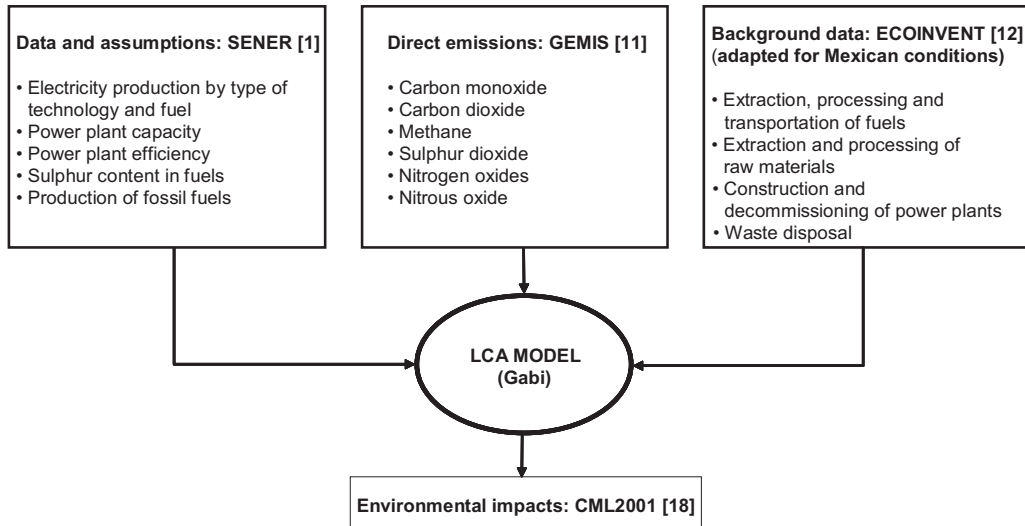 Data and assumptions: SENER [1]
• Electricity production by type of
technology and fuel
• Power plant capacity
• Power plant efficiency
• Sulphur content in fuels
• Production of fossil fuels
Direct emissions: GEMIS [11]
• Carbon monoxide
• Carbon dioxide
• Methane
• Sulphur dioxide
• Nitrogen oxides
• Nitrous oxide
Background data: ECOINVENT [12]
(adapted for Mexican conditions)
• Extraction, processing and
transportation of fuels
• Extraction and processing of
raw materials
• Construction and
decommissioning of power plants
• Waste disposal
LCA MODEL
(Gabi)
Environmental impacts: CML2001 [18]